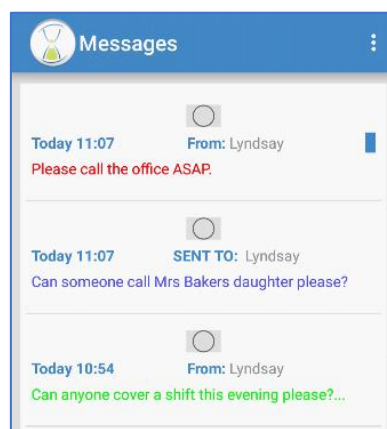 Messages
Today 11:07 From: Lyndsay
Please call the office ASAP.
Today 11:07 SENT TO: Lyndsay
Can someone call Mrs Bakers daughter please?
Today 10:54 From: Lyndsay
Can anyone cover a shift this evening please?...